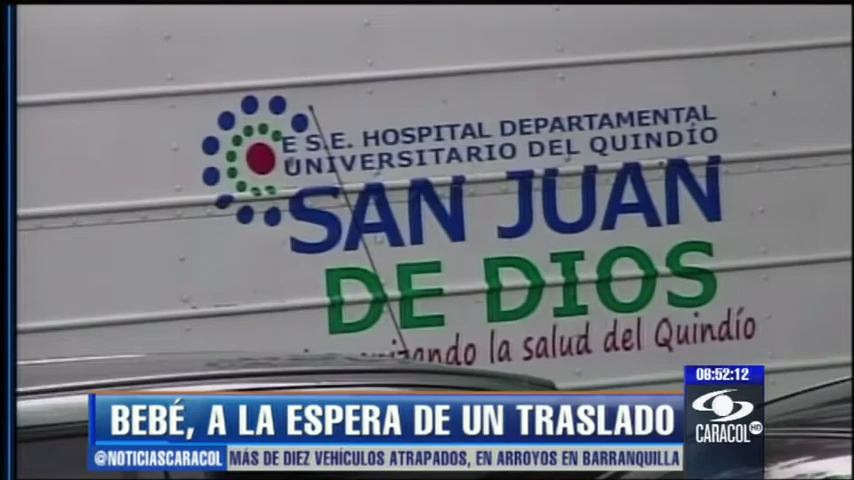 E.S.E. HOSPITAL DEPARTAMENTAL
UNIVERSITARIO DEL QUINDÍO
SAN JUAN
DE DIOS
la salud del Quindío
08:52:12
BEBÉ, A LA ESPERA DE UN TRASLADO
CARACOL HD
@NOTICIASCARACOL MÁS DE DIEZ VEHÍCULOS ATRAPADOS, EN ARROYOS EN BARRANQUILLA